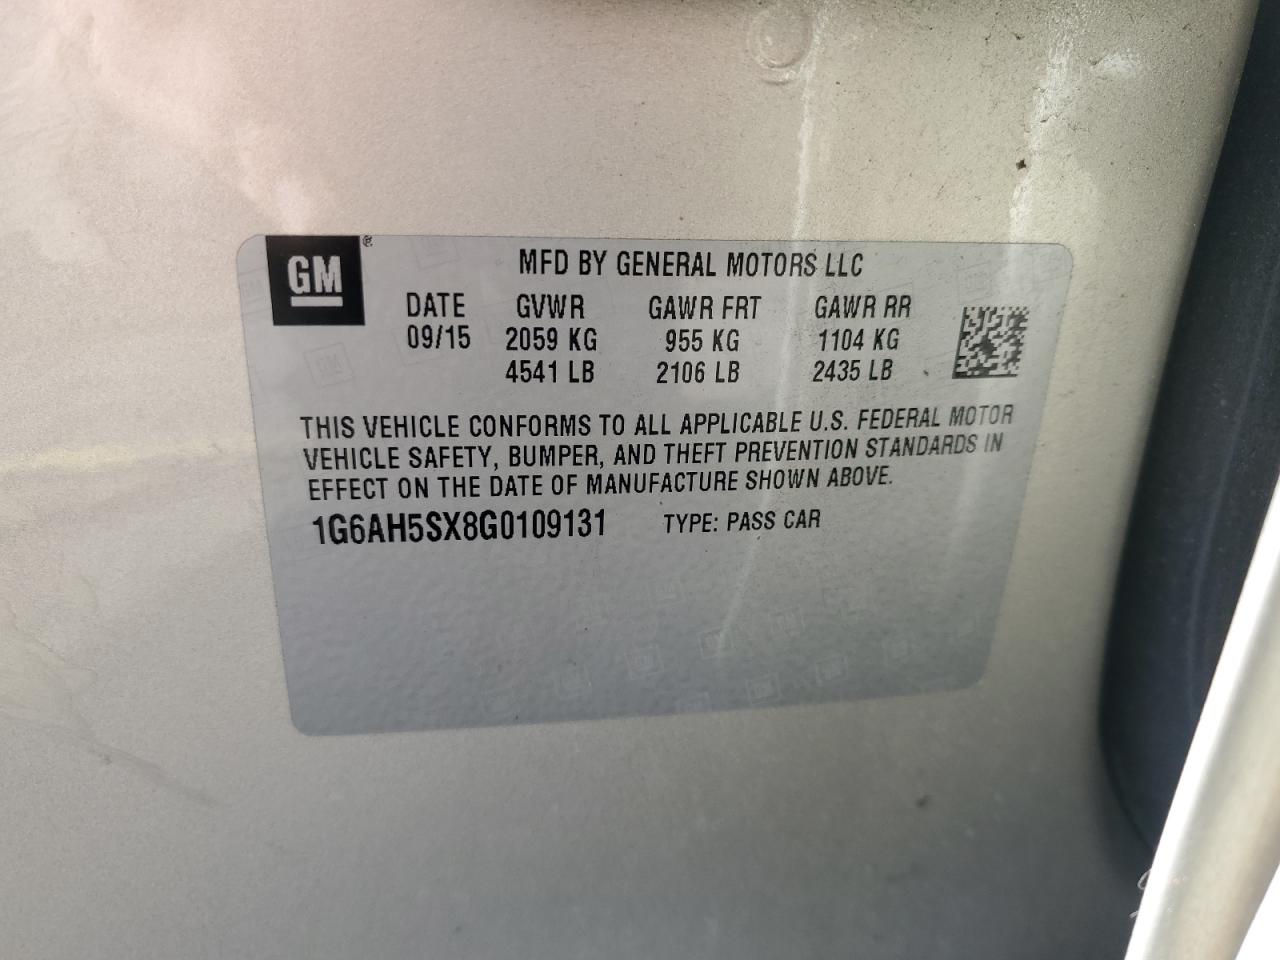 GM
MFD BY GENERAL MOTORS LLC
DATE GVWR GAWR FRT GAWR RR
09/15 2059 KG 955 KG 1104 KG
4541 LB 2106 LB 2435 LB
THIS VEHICLE CONFORMS TO ALL APPLICABLE U.S. FEDERAL MOTOR
VEHICLE SAFETY, BUMPER, AND THEFT PREVENTION STANDARDS IN
EFFECT ON THE DATE OF MANUFACTURE SHOWN ABOVE.
1G6AH5SX8G0109131 TYPE: PASS CAR